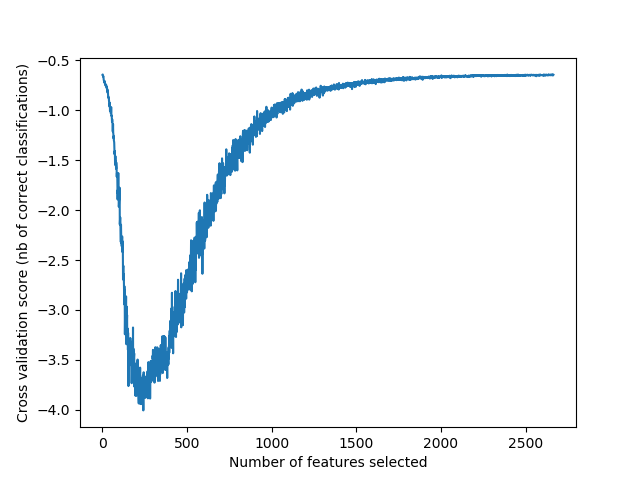 −0.5
−1.0
−1.5
−2.0
−2.5
−3.0
−3.5
−4.0
Cross validation score (nb of correct classifications)
0 500 1000 1500 2000 2500
Number of features selected